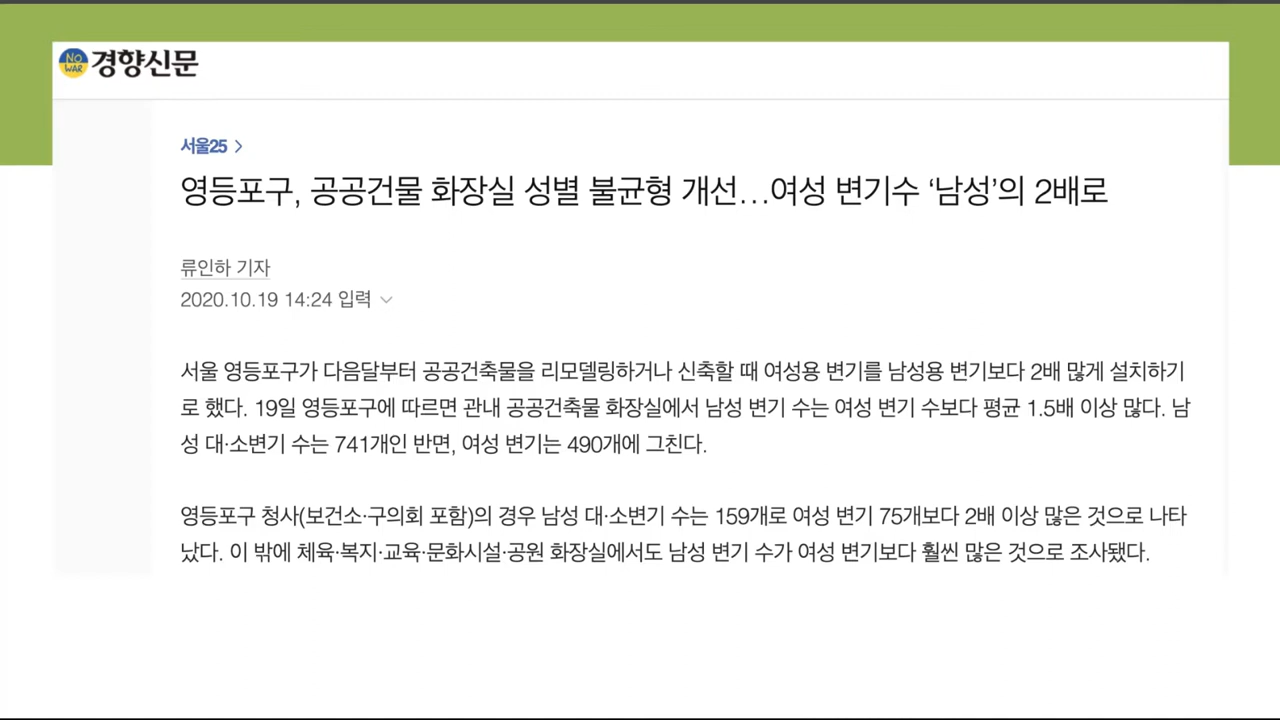 NO WAR 경향신문
서울25 >
영등포구, 공공건물 화장실 성별 불균형 개선…여성 변기수 ‘남성’의 2배로
류인하 기자
2020.10.19 14:24 입력
서울 영등포구가 다음달부터 공공건축물을 리모델링하거나 신축할 때 여성용 변기를 남성용 변기보다 2배 많게 설치하기
로 했다. 19일 영등포구에 따르면 관내 공공건축물 화장실에서 남성 변기 수는 여성 변기 수보다 평균 1.5배 이상 많다. 남
성 대·소변기 수는 741개인 반면, 여성 변기는 490개에 그친다.
영등포구 청사(보건소·구의회 포함)의 경우 남성 대·소변기 수는 159개로 여성 변기 75개보다 2배 이상 많은 것으로 나타
났다. 이 밖에 체육·복지·교육·문화시설·공원 화장실에서도 남성 변기 수가 여성 변기보다 훨씬 많은 것으로 조사됐다.